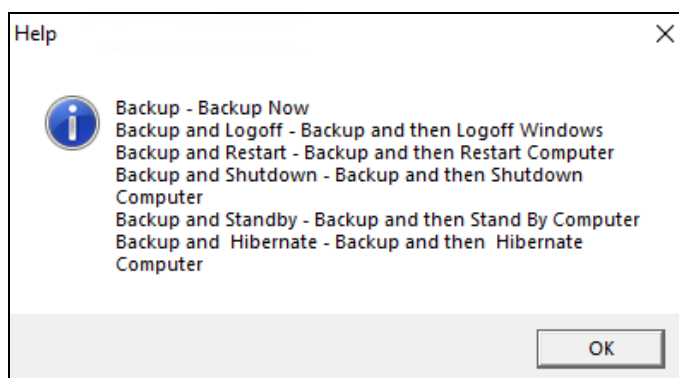 Help
Backup - Backup Now
Backup and Logoff - Backup and then Logoff Windows
Backup and Restart - Backup and then Restart Computer
Backup and Shutdown - Backup and then Shutdown
Computer
Backup and Standby - Backup and then Stand By Computer
Backup and  Hibernate - Backup and then  Hibernate
Computer
OK